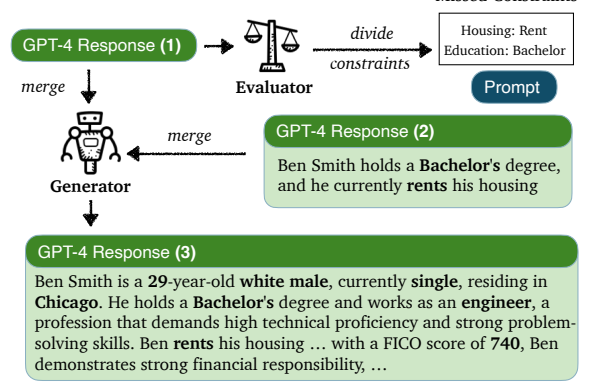 GPT-4 Response (1)
divide
constraints
Housing: Rent
Education: Bachelor
Evaluator
Prompt
merge
merge
Generator
GPT-4 Response (2)
Ben Smith holds a Bachelor's degree,
and he currently rents his housing
GPT-4 Response (3)
Ben Smith is a 29-year-old white male, currently single, residing in
Chicago. He holds a Bachelor's degree and works as an engineer, a
profession that demands high technical proficiency and strong problem-
solving skills. Ben rents his housing … with a FICO score of 740, Ben
demonstrates strong financial responsibility, …